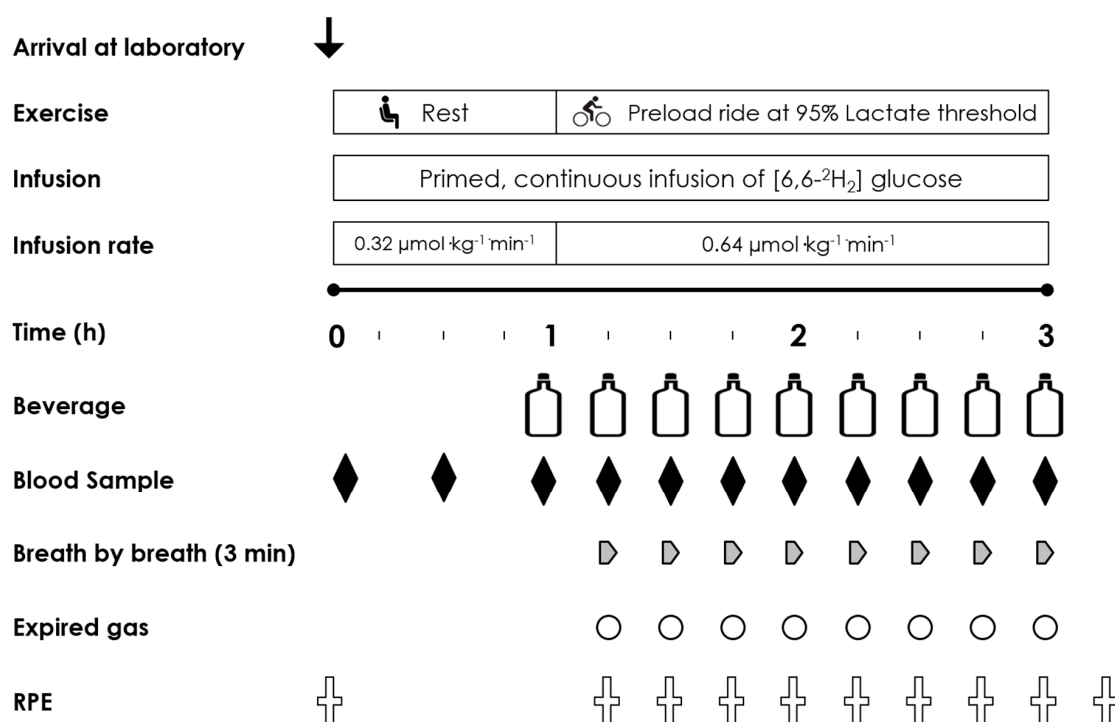 Arrival at laboratory
Exercise Rest Preload ride at 95% Lactate threshold
Infusion Primed, continuous infusion of [6,6-²H₂] glucose
Infusion rate 0.32 µmol·kg⁻¹·min⁻¹ 0.64 µmol·kg⁻¹·min⁻¹
Time (h) 0 1 2 3
Beverage
Blood Sample
Breath by breath (3 min)
Expired gas
RPE